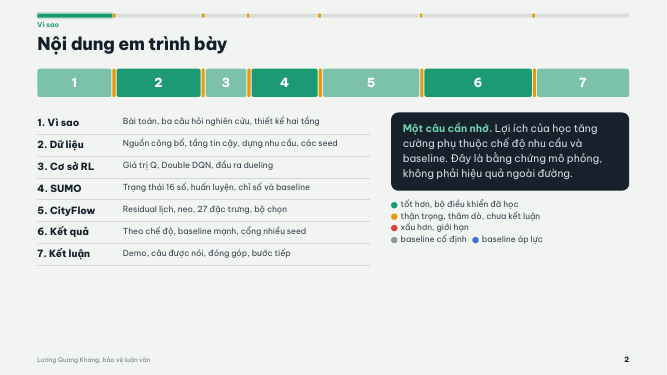 Vì sao
Nội dung em trình bày
1 2 3 4 5 6 7
1. Vì sao Bài toán, ba câu hỏi nghiên cứu, thiết kế hai tầng
2. Dữ liệu Nguồn công bố, tầng tin cậy, dựng nhu cầu, các seed
3. Cơ sở RL Giá trị Q, Double DQN, đầu ra dueling
4. SUMO Trạng thái 16 số, huấn luyện, chỉ số và baseline
5. CityFlow Residual lịch, neo, 27 đặc trưng, bộ chọn
6. Kết quả Theo chế độ, baseline mạnh, cổng nhiều seed
7. Kết luận Demo, câu được nói, đóng góp, bước tiếp
Một câu cần nhớ. Lợi ích của học tăng
cường phụ thuộc chế độ nhu cầu và
baseline. Đây là bằng chứng mô phỏng,
không phải hiệu quả ngoài đường.
tốt hơn, bộ điều khiển đã học
thận trọng, thăm dò, chưa kết luận
xấu hơn, giới hạn
baseline cố định baseline áp lực
Lương Quang Khang, bảo vệ luận văn
2